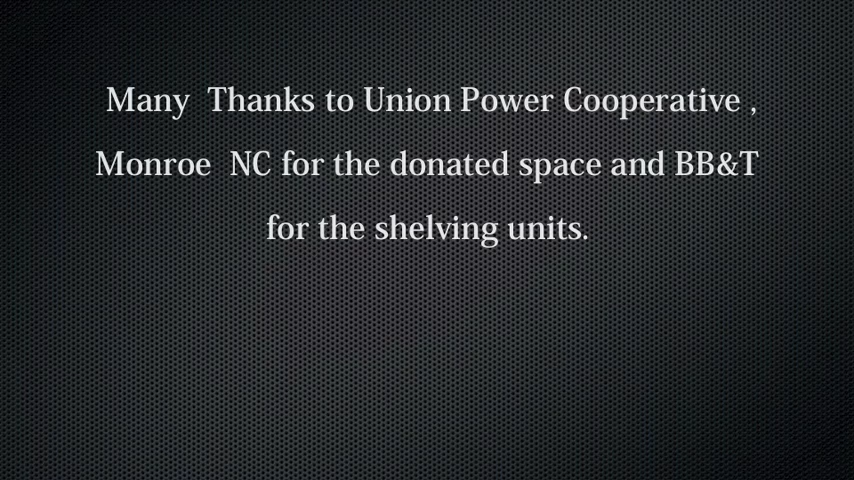 Many  Thanks to Union Power Cooperative ,
Monroe  NC for the donated space and BB&T
for the shelving units.